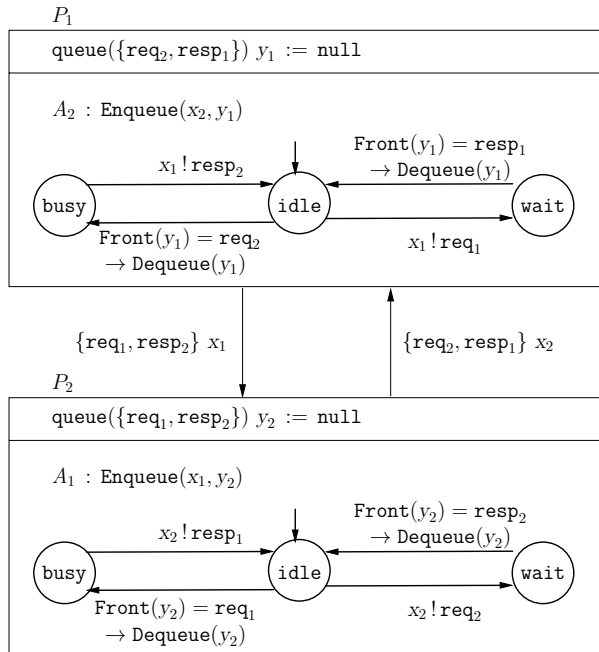 P₁
queue({req₂, resp₁}) y₁ := null
A₂ : Enqueue(x₂, y₁)
Front(y₁) = resp₁
→ Dequeue(y₁)
x₁ ! resp₂
busy
idle
wait
Front(y₁) = req₂
→ Dequeue(y₁)
x₁ ! req₁
{req₁, resp₂} x₁
{req₂, resp₁} x₂
P₂
queue({req₁, resp₂}) y₂ := null
A₁ : Enqueue(x₁, y₂)
Front(y₂) = resp₂
→ Dequeue(y₂)
x₂ ! resp₁
busy
idle
wait
Front(y₂) = req₁
→ Dequeue(y₂)
x₂ ! req₂